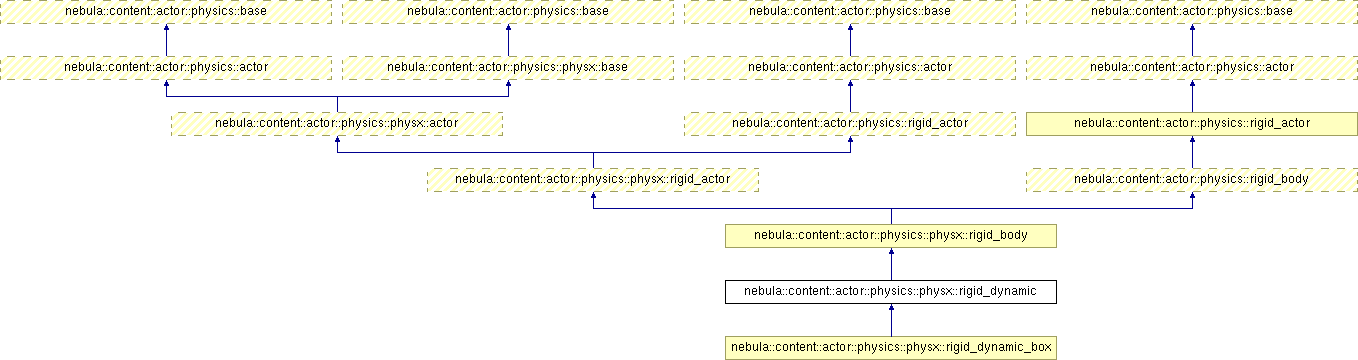 nebula::content::actor::physics::base
nebula::content::actor::physics::base
nebula::content::actor::physics::base
nebula::content::actor::physics::base
nebula::content::actor::physics::actor
nebula::content::actor::physics::physx::base
nebula::content::actor::physics::actor
nebula::content::actor::physics::actor
nebula::content::actor::physics::physx::actor
nebula::content::actor::physics::rigid_actor
nebula::content::actor::physics::rigid_actor
nebula::content::actor::physics::physx::rigid_actor
nebula::content::actor::physics::rigid_body
nebula::content::actor::physics::physx::rigid_body
nebula::content::actor::physics::physx::rigid_dynamic
nebula::content::actor::physics::physx::rigid_dynamic_box